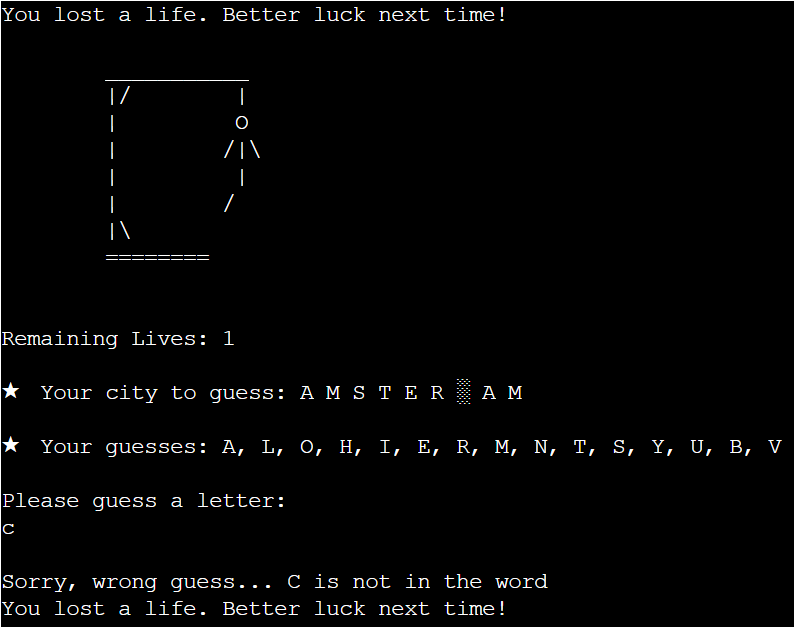 You lost a life. Better luck next time!
___________
|/         |
|          O
|         /|\
|          |
|         /
|\
========
Remaining Lives: 1
★ Your city to guess: A M S T E R ░ A M
★ Your guesses: A, L, O, H, I, E, R, M, N, T, S, Y, U, B, V
Please guess a letter:
c
Sorry, wrong guess... C is not in the word
You lost a life. Better luck next time!